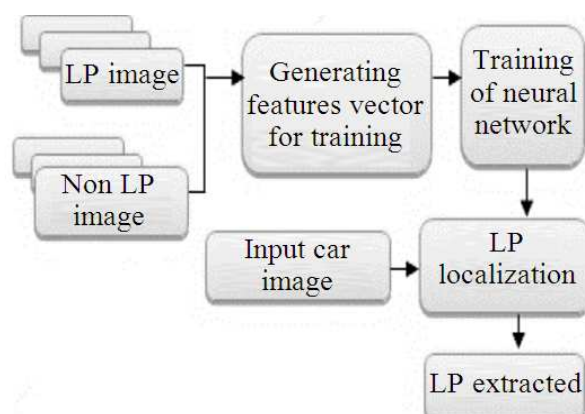 LP image
Generating
features vector
for training
Training
of neural
network
Non LP
image
Input car
image
LP
localization
LP extracted